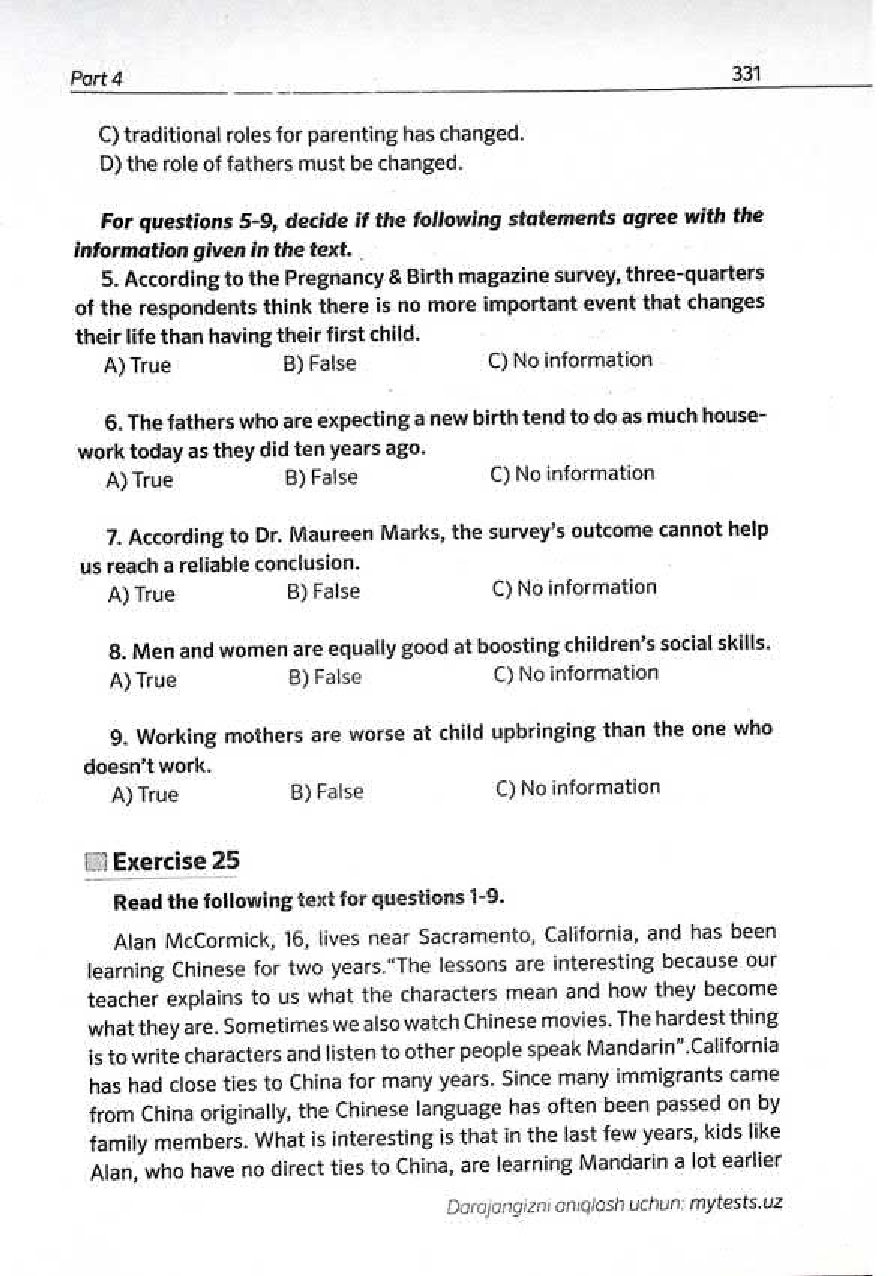 Part 4
331
C) traditional roles for parenting has changed.
D) the role of fathers must be changed.
For questions 5-9, decide if the following statements agree with the
information given in the text.
5. According to the Pregnancy & Birth magazine survey, three-quarters
of the respondents think there is no more important event that changes
their life than having their first child.
A) True B) False C) No information
6. The fathers who are expecting a new birth tend to do as much house-
work today as they did ten years ago.
A) True B) False C) No information
7. According to Dr. Maureen Marks, the survey's outcome cannot help
us reach a reliable conclusion.
A) True B) False C) No information
8. Men and women are equally good at boosting children's social skills.
A) True B) False C) No information
9. Working mothers are worse at child upbringing than the one who
doesn't work.
A) True B) False C) No information
Exercise 25
Read the following text for questions 1-9.
Alan McCormick, 16, lives near Sacramento, California, and has been
learning Chinese for two years."The lessons are interesting because our
teacher explains to us what the characters mean and how they become
what they are. Sometimes we also watch Chinese movies. The hardest thing
is to write characters and listen to other people speak Mandarin".California
has had close ties to China for many years. Since many immigrants came
from China originally, the Chinese language has often been passed on by
family members. What is interesting is that in the last few years, kids like
Alan, who have no direct ties to China, are learning Mandarin a lot earlier
Darajangizni aniqlash uchun: mytests.uz